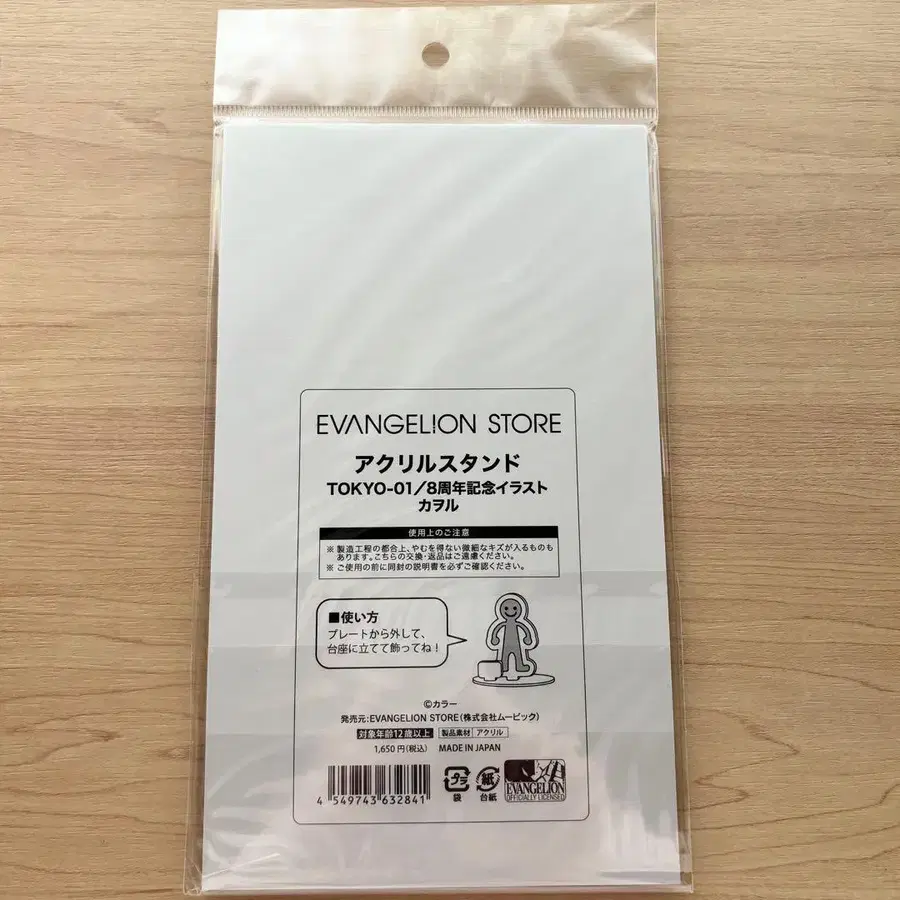 EVANGELION STORE
アクリルスタンド
TOKYO-01/8周年記念イラスト
カヲル
使用上のご注意
※製造工程の都合上、やむを得ない微細なキズが入るものも
あります。こちらの交換・返品はご遠慮ください。
※ご使用の前に同封の説明書を必ずご確認ください。
■使い方
プレートから外して、
台座に立てて飾ってね!
©カラー
発売元:EVANGELION STORE(株式会社ムービック)
対象年齢12歳以上 製品素材 アクリル
1,650円(税込) MADE IN JAPAN
4 549743 632841
プラ 袋
紙 台紙
EVANGELION
OFFICIALLY LICENSED